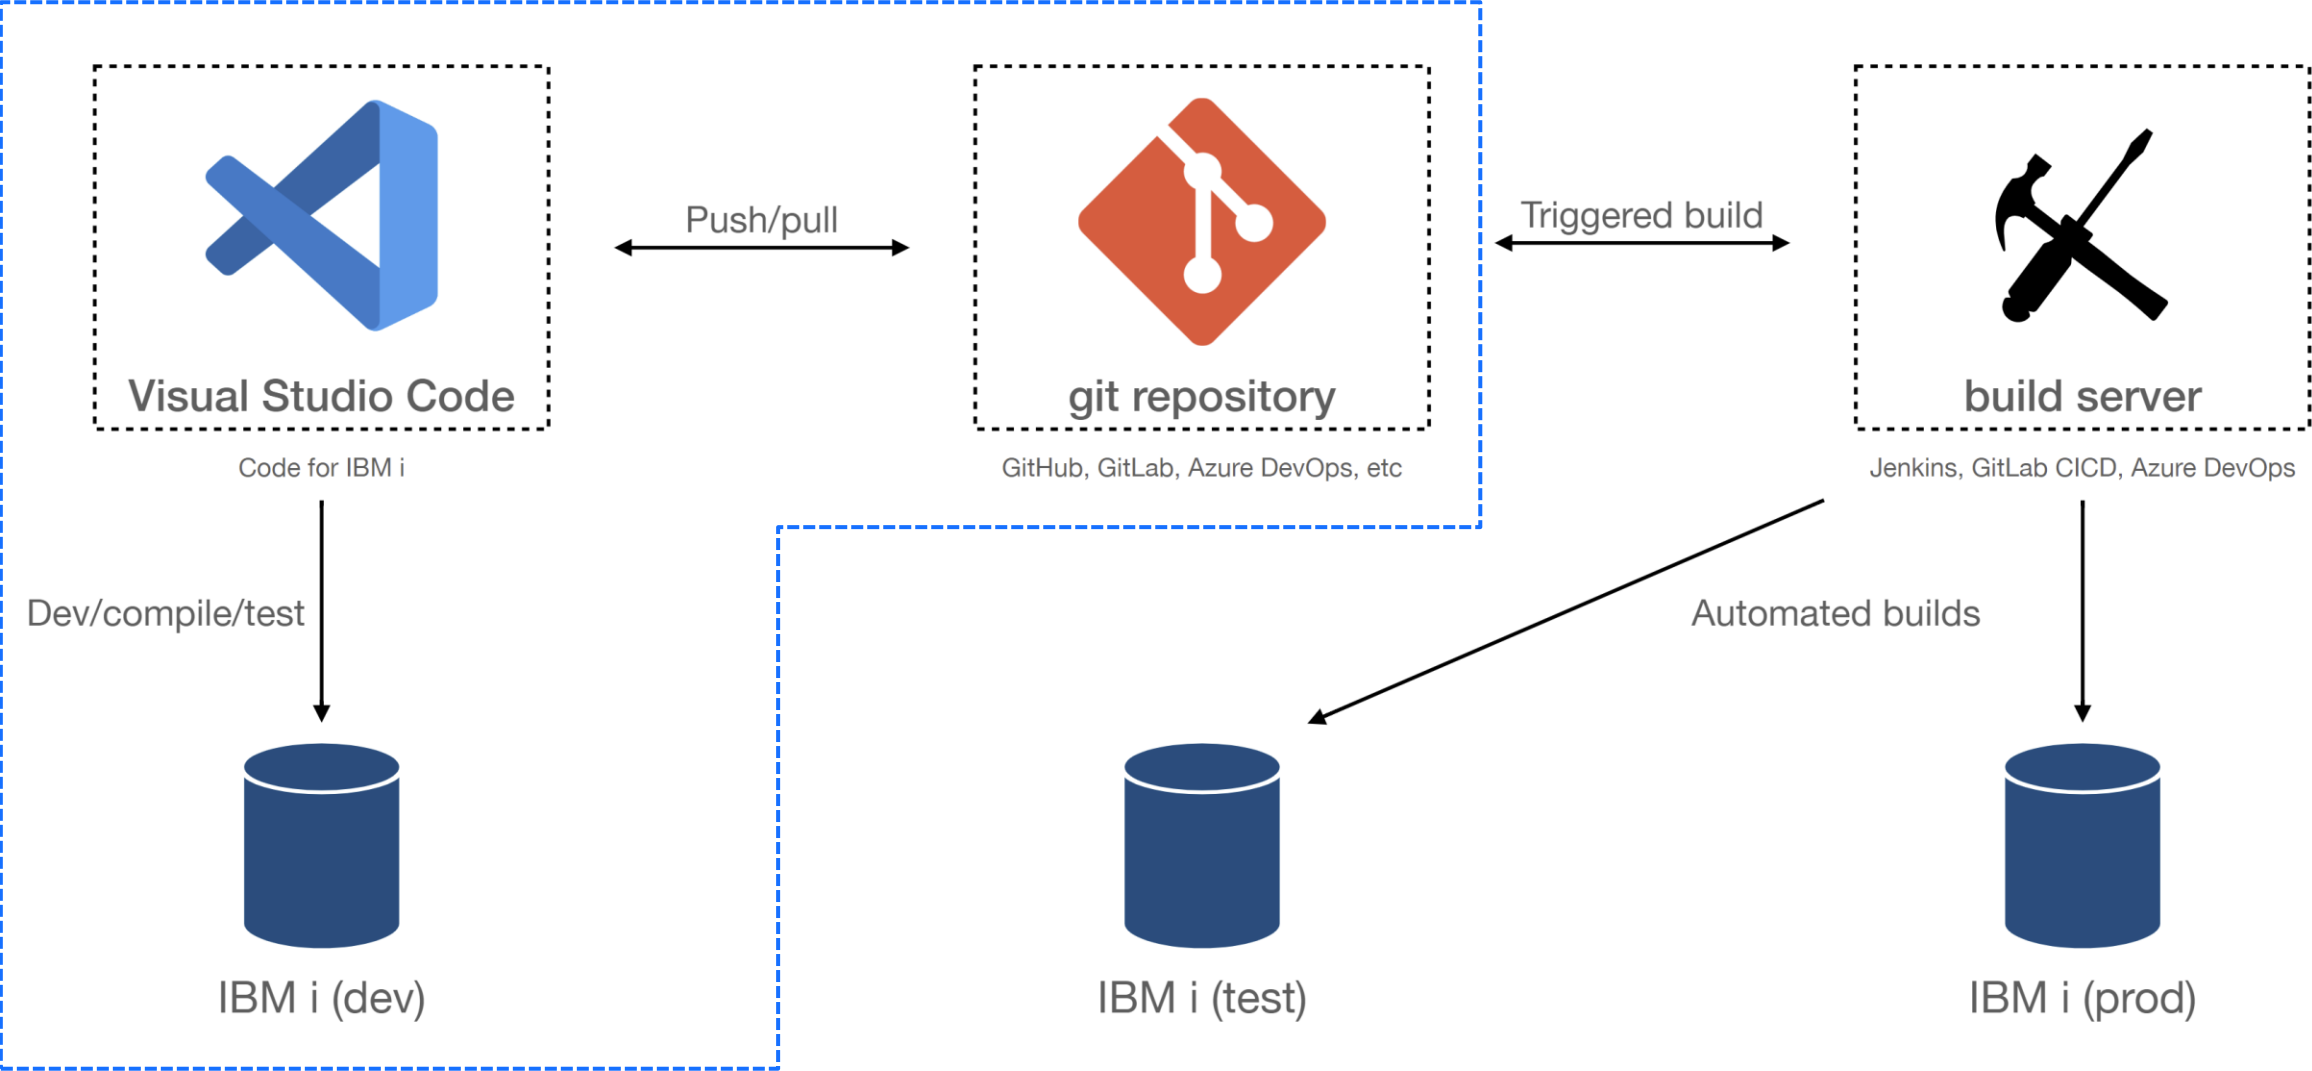 Push/pull
Triggered build
Visual Studio Code
git repository
build server
Code for IBM i
GitHub, GitLab, Azure DevOps, etc
Jenkins, GitLab CICD, Azure DevOps
Dev/compile/test
Automated builds
IBM i (dev)
IBM i (test)
IBM i (prod)